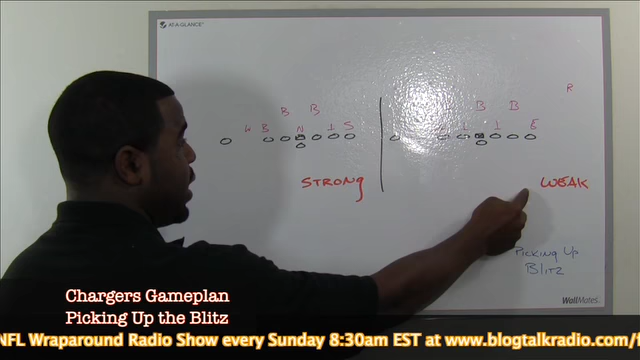 AT-A-GLANCE
R
B B
B B
W B N I S
I E
STRONG
WEAK
PICKING UP
BLITZ
WallMates
Chargers Gameplan
Picking Up the Blitz
NFL Wraparound Radio Show every Sunday 8:30am EST at www.blogtalkradio.com/